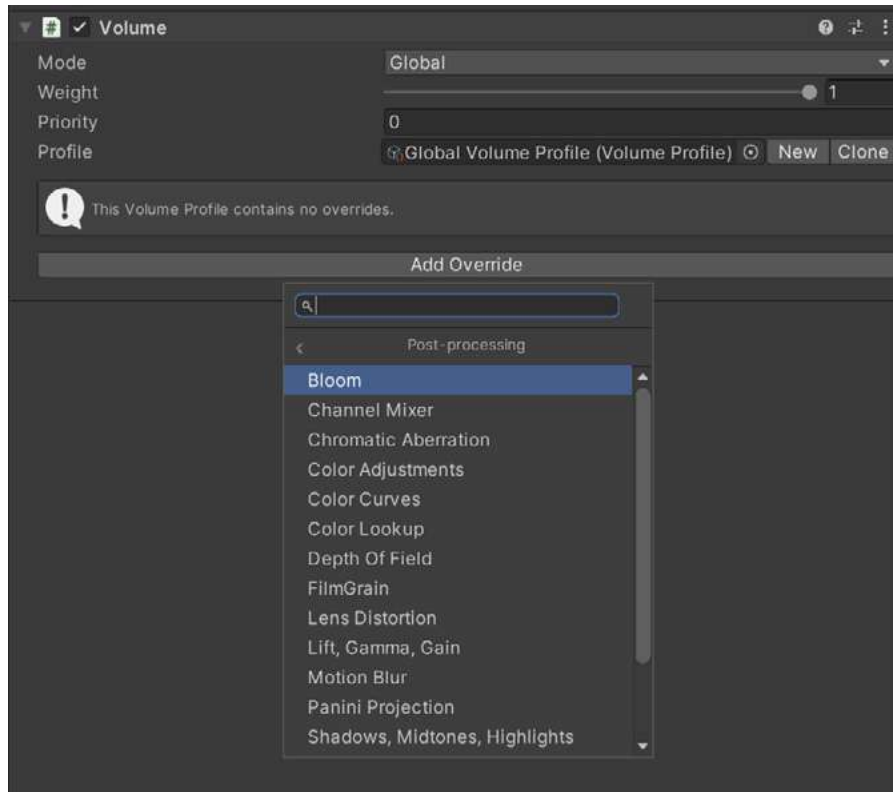 Volume
Mode Global
Weight 1
Priority 0
Profile Global Volume Profile (Volume Profile) New Clone
This Volume Profile contains no overrides.
Add Override
Post-processing
Bloom
Channel Mixer
Chromatic Aberration
Color Adjustments
Color Curves
Color Lookup
Depth Of Field
FilmGrain
Lens Distortion
Lift, Gamma, Gain
Motion Blur
Panini Projection
Shadows, Midtones, Highlights